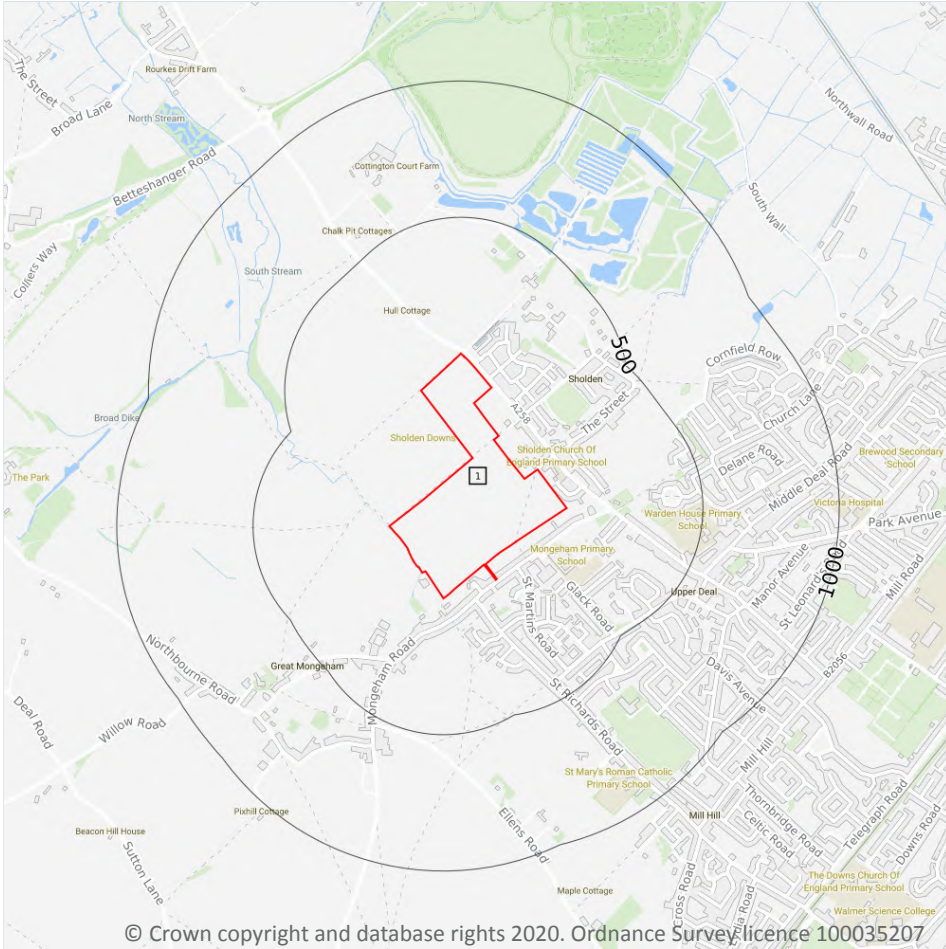 Rourkes Drift Farm
The Street
Broad Lane
North Stream
Northwall Road
Betteshanger Road
Cottington Court Farm
South Wall
Colliers Way
Chalk Pit Cottages
South Stream
Hull Cottage
500
Cornfield Row
Sholden
A258
The Street
Church Lane
Broad Dike
Sholden Downs
Sholden Church Of
England Primary School
Delane Road
Middle Deal Road
Brewood Secondary
School
The Park
1
Victoria Hospital
Warden House Primary
School
Park Avenue
Mongeham Primary
School
Manor Avenue
St Leonards Road
1000
Mill Road
Glack Road
Upper Deal
St Martins Road
Northbourne Road
Great Mongeham
Mongeham Road
B2056
Davis Avenue
St Richards Road
Deal Road
Willow Road
Mill Hill
St Mary's Roman Catholic
Primary School
Thornbridge Road
Telegraph Road
Pixhill Cottage
Ellens Road
Mill Hill
Celtic Road
Downs Road
Beacon Hill House
Sutton Lane
Maple Cottage
Cross Road
The Downs Church Of
England Primary School
Walmer Science College
© Crown copyright and database rights 2020. Ordnance Survey licence 100035207